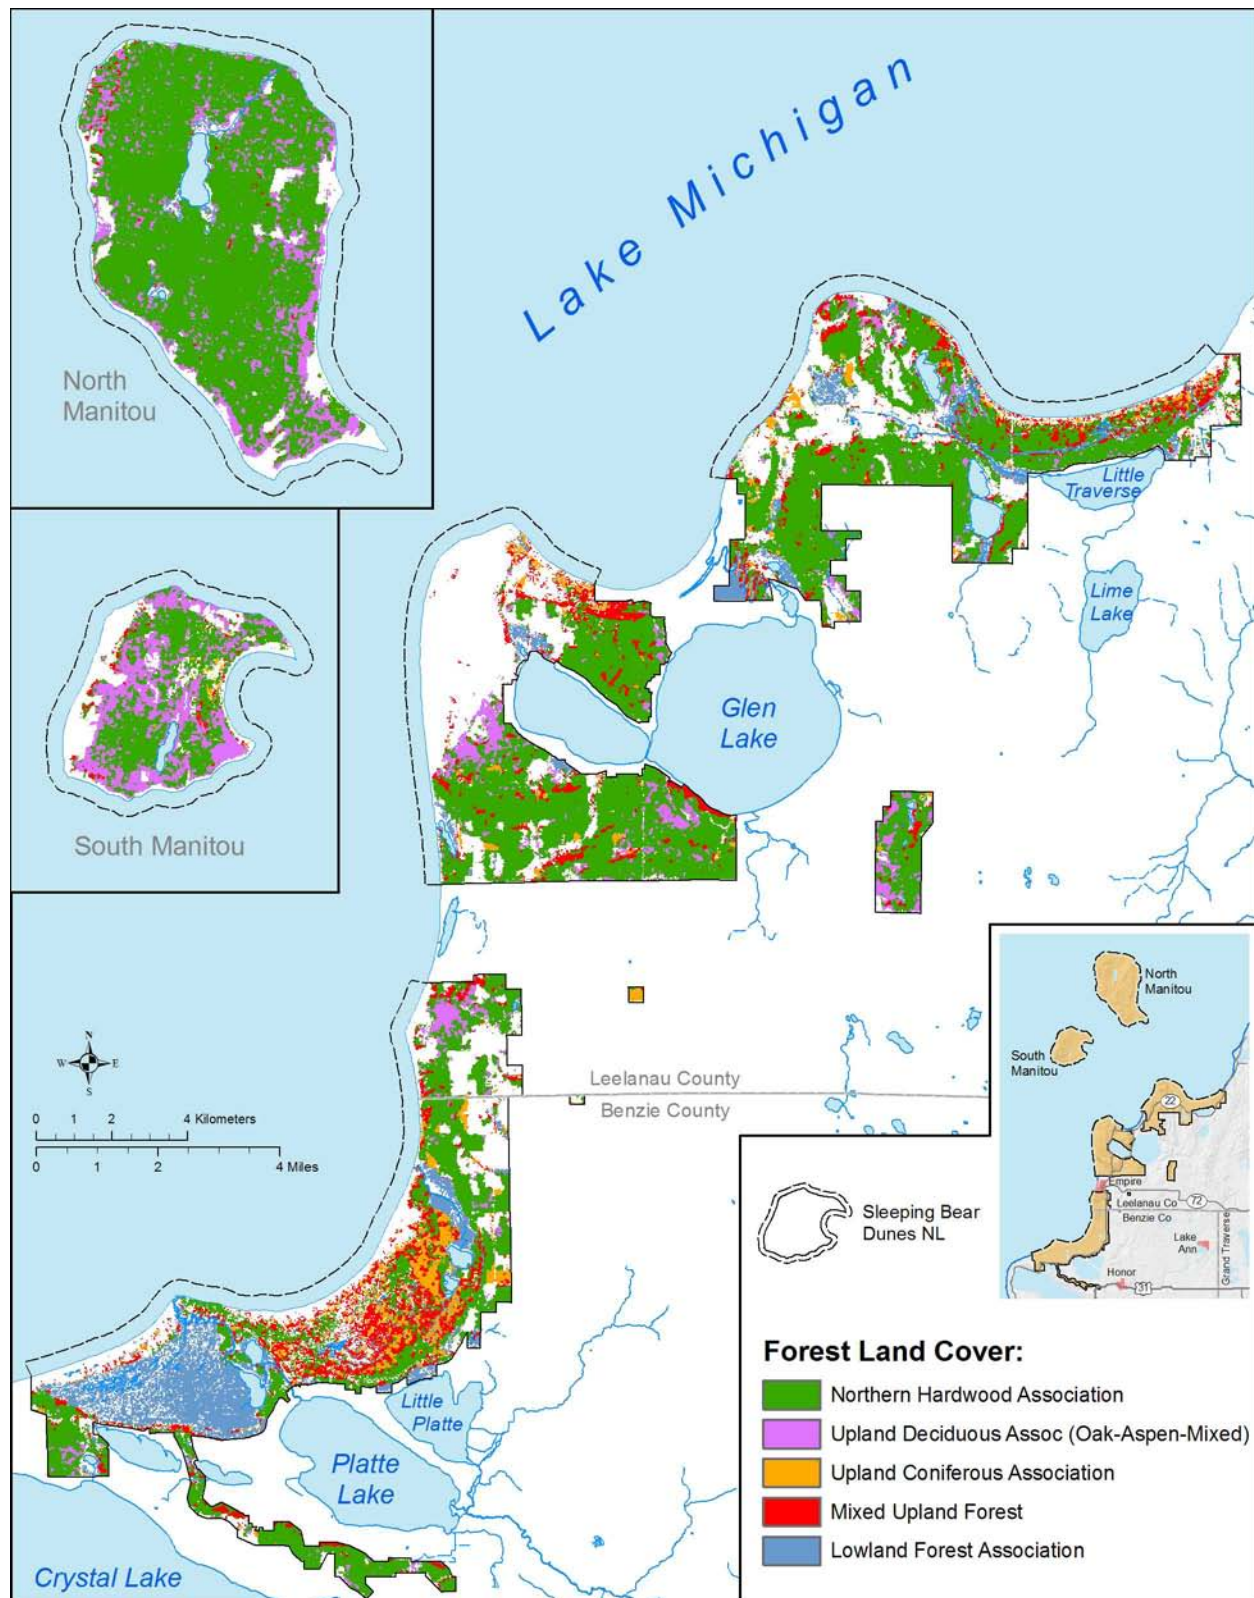 Lake Michigan
North
Manitou
South Manitou
Little
Traverse
Lime
Lake
Glen
Lake
Leelanau County
Benzie County
N
W
E
S
0 1 2 4 Kilometers
0 1 2 4 Miles
Little
Platte
Platte
Lake
Crystal Lake
Sleeping Bear
Dunes NL
North
Manitou
South
Manitou
22
Empire
Leelanau Co
72
Benzie Co
Lake
Ann
Grand Traverse
Honor
31
Forest Land Cover:
Northern Hardwood Association
Upland Deciduous Assoc (Oak-Aspen-Mixed)
Upland Coniferous Association
Mixed Upland Forest
Lowland Forest Association